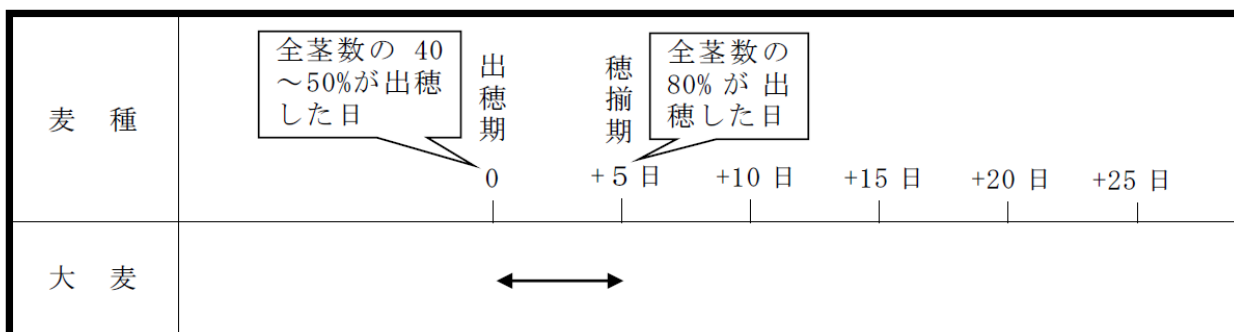 麦 種
全茎数の 40
～50%が出穂
した日
出穂期
穂揃期
全茎数の
80% が 出
穂した日
0
+５日
+10 日
+15 日
+20 日
+25 日
大 麦